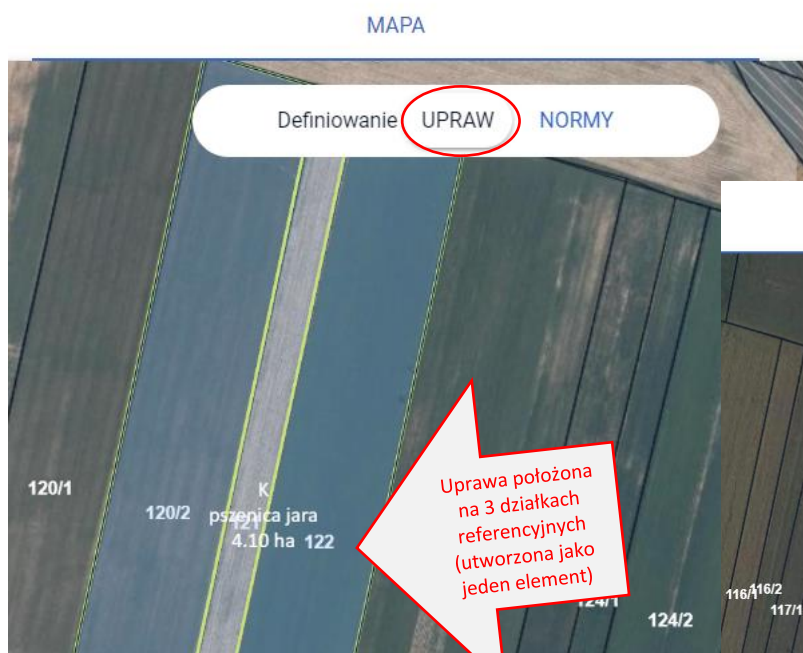 MAPA
Definiowanie UPRAW NORMY
120/1
120/2
121
K
pszenica jara
4.10 ha
122
Uprawa położona
na 3 działkach
referencyjnych
(utworzona jako
jeden element)
124/1
124/2
116/1
116/2
117/1